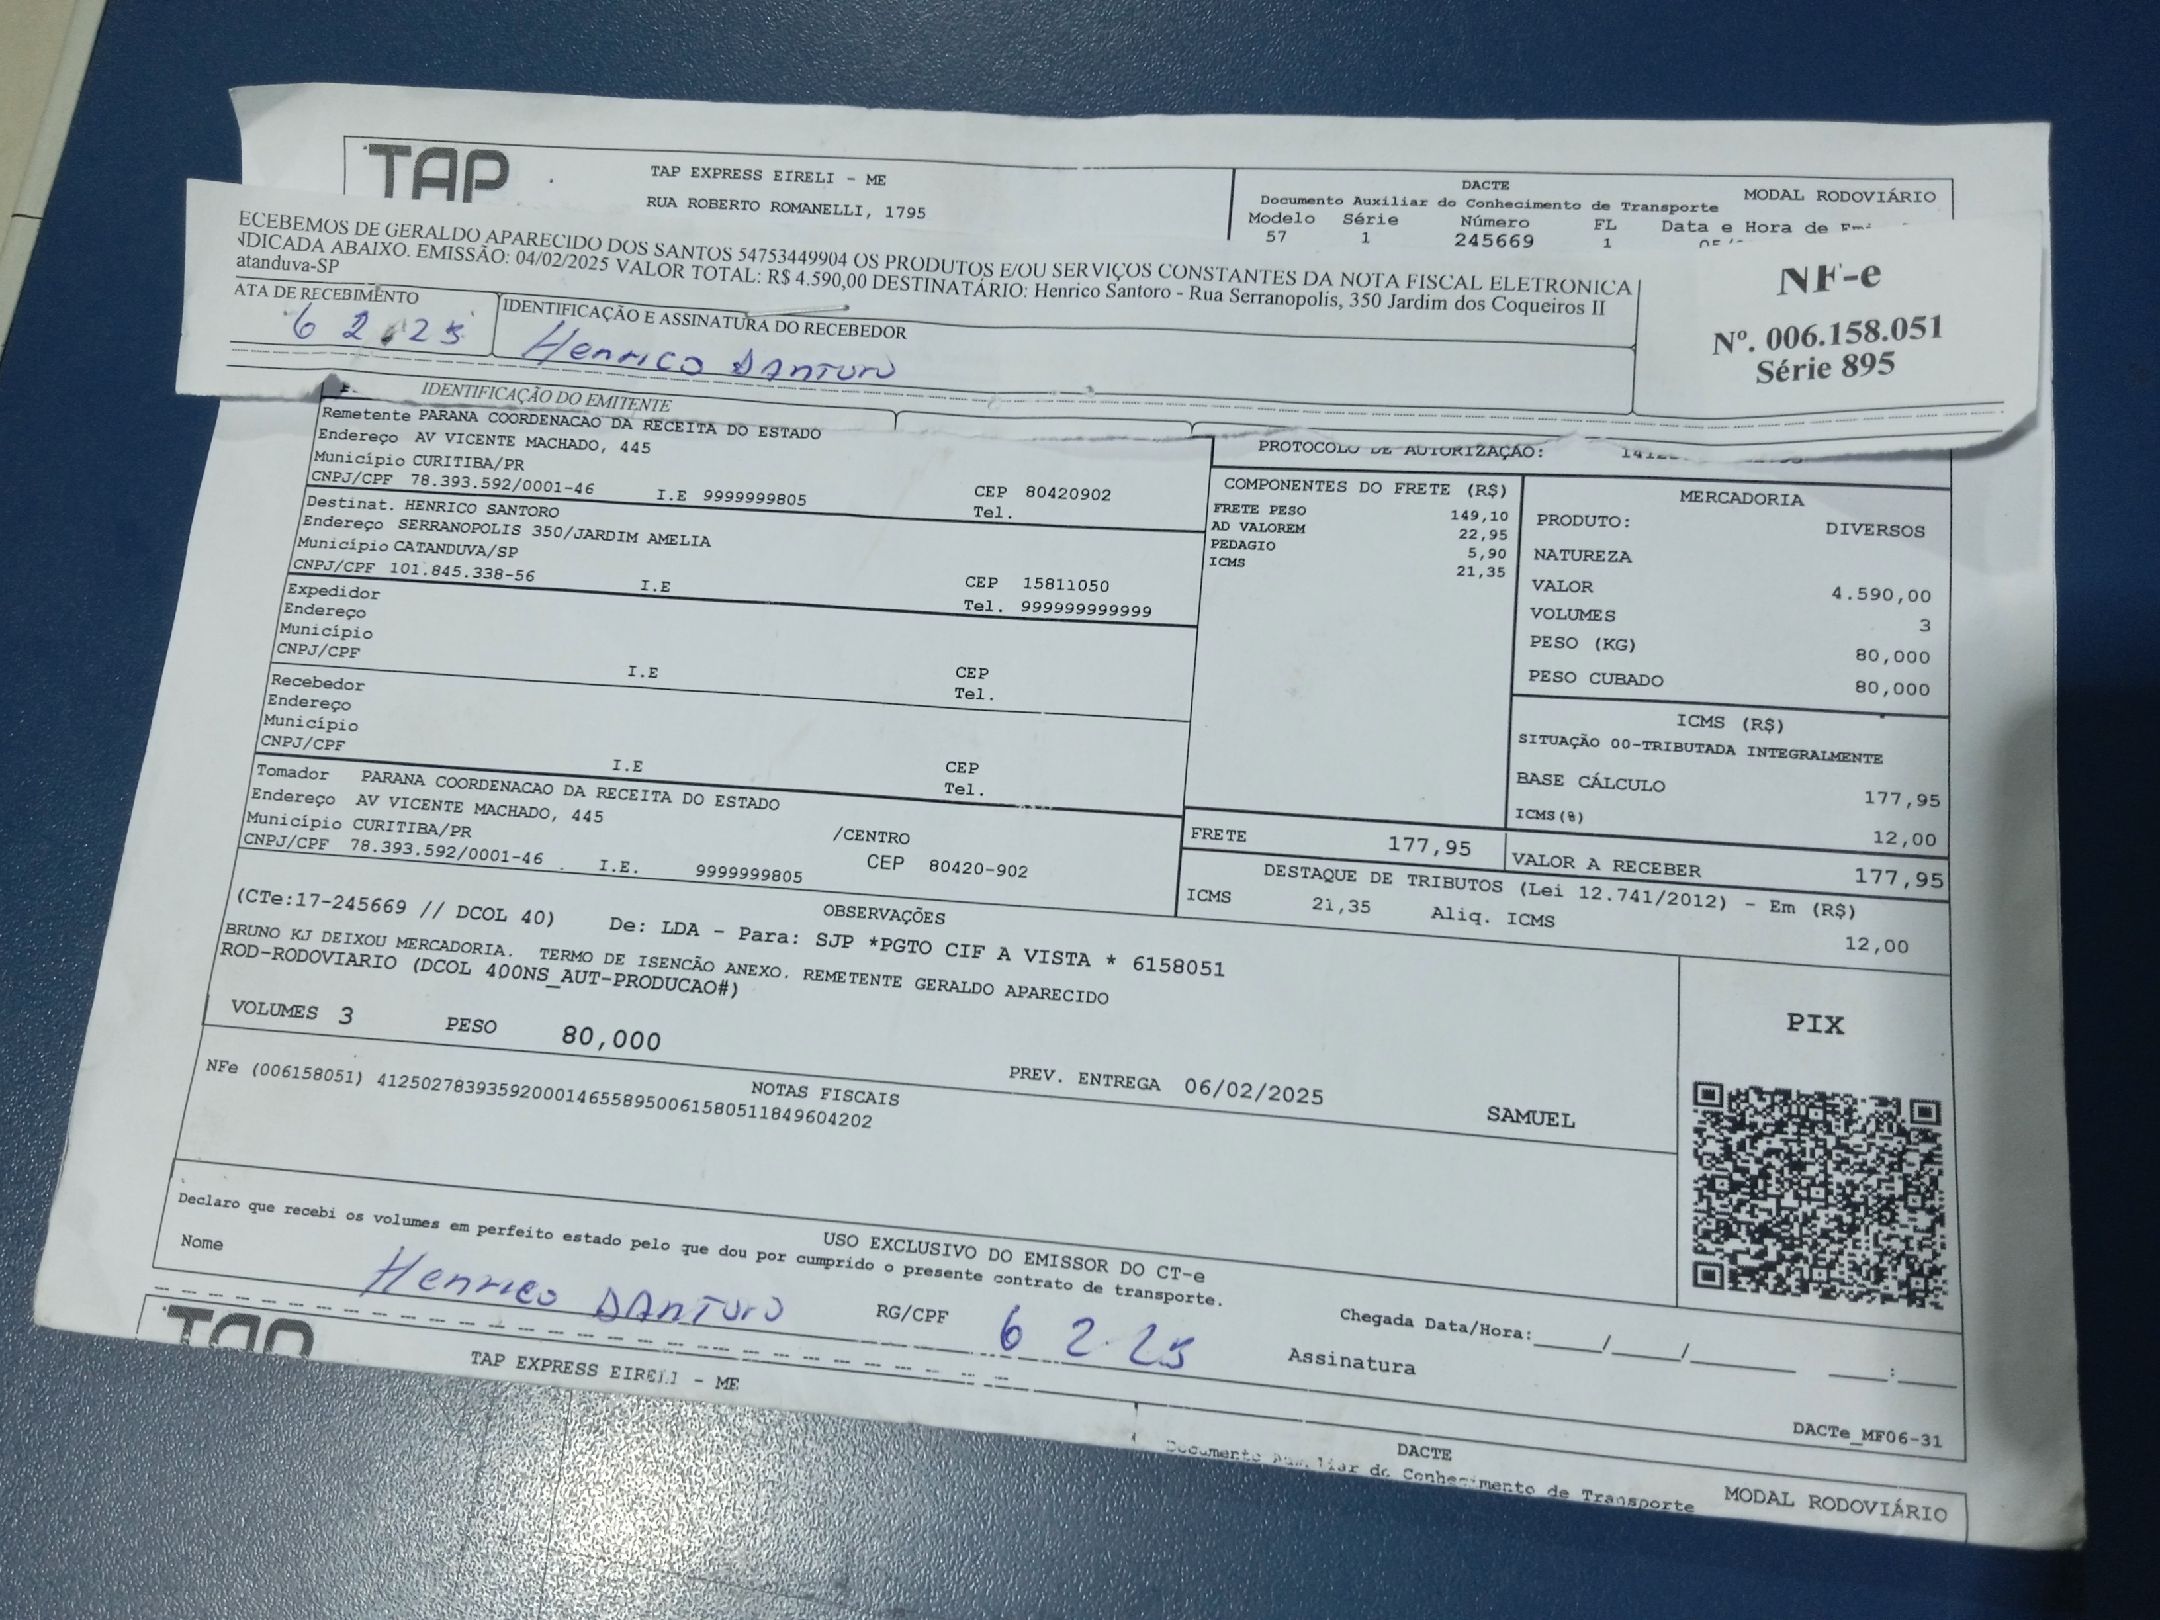 TAP
TAP EXPRESS EIRELI - ME
RUA ROBERTO ROMANELLI, 1795
DACTE
MODAL RODOVIÁRIO
Documento Auxiliar do Conhecimento de Transporte
Modelo Série Número FL Data e Hora de
57 1 245669 1
ECEBEMOS DE GERALDO APARECIDO DOS SANTOS 54753449904 OS PRODUTOS E/OU SERVIÇOS CONSTANTES DA NOTA FISCAL ELETRONICA
NDICADA ABAIXO. EMISSÃO: 04/02/2025 VALOR TOTAL: R$ 4.590,00 DESTINATÁRIO: Henrico Santoro - Rua Serranopolis, 350 Jardim dos Coqueiros II
atanduva-SP
ATA DE RECEBIMENTO
6 2 25
IDENTIFICAÇÃO E ASSINATURA DO RECEBEDOR
Henrico
NF-e
Nº. 006.158.051
Série 895
IDENTIFICAÇÃO DO EMITENTE
Remetente PARANA COORDENACAO DA RECEITA DO ESTADO
Endereço AV VICENTE MACHADO, 445
Município CURITIBA/PR
CNPJ/CPF 78.393.592/0001-46 I.E 9999999805 CEP 80420902
Tel.
Destinat. HENRICO SANTORO
Endereço SERRANOPOLIS 350/JARDIM AMELIA
Município CATANDUVA/SP
CNPJ/CPF 101.845.338-56 I.E CEP 15811050
Tel. 999999999999
Expedidor
Endereço
Município
CNPJ/CPF I.E CEP
Tel.
Recebedor
Endereço
Município
CNPJ/CPF I.E CEP
Tel.
Tomador PARANA COORDENACAO DA RECEITA DO ESTADO
Endereço AV VICENTE MACHADO, 445
Município CURITIBA/PR /CENTRO
CNPJ/CPF 78.393.592/0001-46 I.E. 9999999805 CEP 80420-902
PROTOCOLO DE AUTORIZAÇÃO:
COMPONENTES DO FRETE (R$)
FRETE PESO 149,10
AD VALOREM 22,95
PEDAGIO 5,90
ICMS 21,35
MERCADORIA
PRODUTO: DIVERSOS
NATUREZA
VALOR 4.590,00
VOLUMES 3
PESO (KG) 80,000
PESO CUBADO 80,000
ICMS (R$)
SITUAÇÃO 00-TRIBUTADA INTEGRALMENTE
BASE CÁLCULO 177,95
ICMS(%) 12,00
FRETE 177,95
VALOR A RECEBER 177,95
DESTAQUE DE TRIBUTOS (Lei 12.741/2012) - Em (R$)
ICMS 21,35 Aliq. ICMS 12,00
OBSERVAÇÕES
(CTe:17-245669 // DCOL 40) De: LDA - Para: SJP *PGTO CIF A VISTA * 6158051
BRUNO KJ DEIXOU MERCADORIA. TERMO DE ISENCÃO ANEXO. REMETENTE GERALDO APARECIDO
ROD-RODOVIARIO (DCOL 400NS_AUT-PRODUCAO#)
VOLUMES 3 PESO 80,000 PREV. ENTREGA 06/02/2025 SAMUEL
NOTAS FISCAIS
NFe (006158051) 41250278393592000146558950061580511849604202
PIX
USO EXCLUSIVO DO EMISSOR DO CT-e
Declaro que recebi os volumes em perfeito estado pelo que dou por cumprido o presente contrato de transporte.
Nome Henrico RG/CPF 6 2 25
Chegada Data/Hora:____/____/______ ____:____
Assinatura
DACTe_MF06-31
TAP
TAP EXPRESS EIRELI - ME
DACTE
Documento Auxiliar do Conhecimento de Transporte
MODAL RODOVIÁRIO